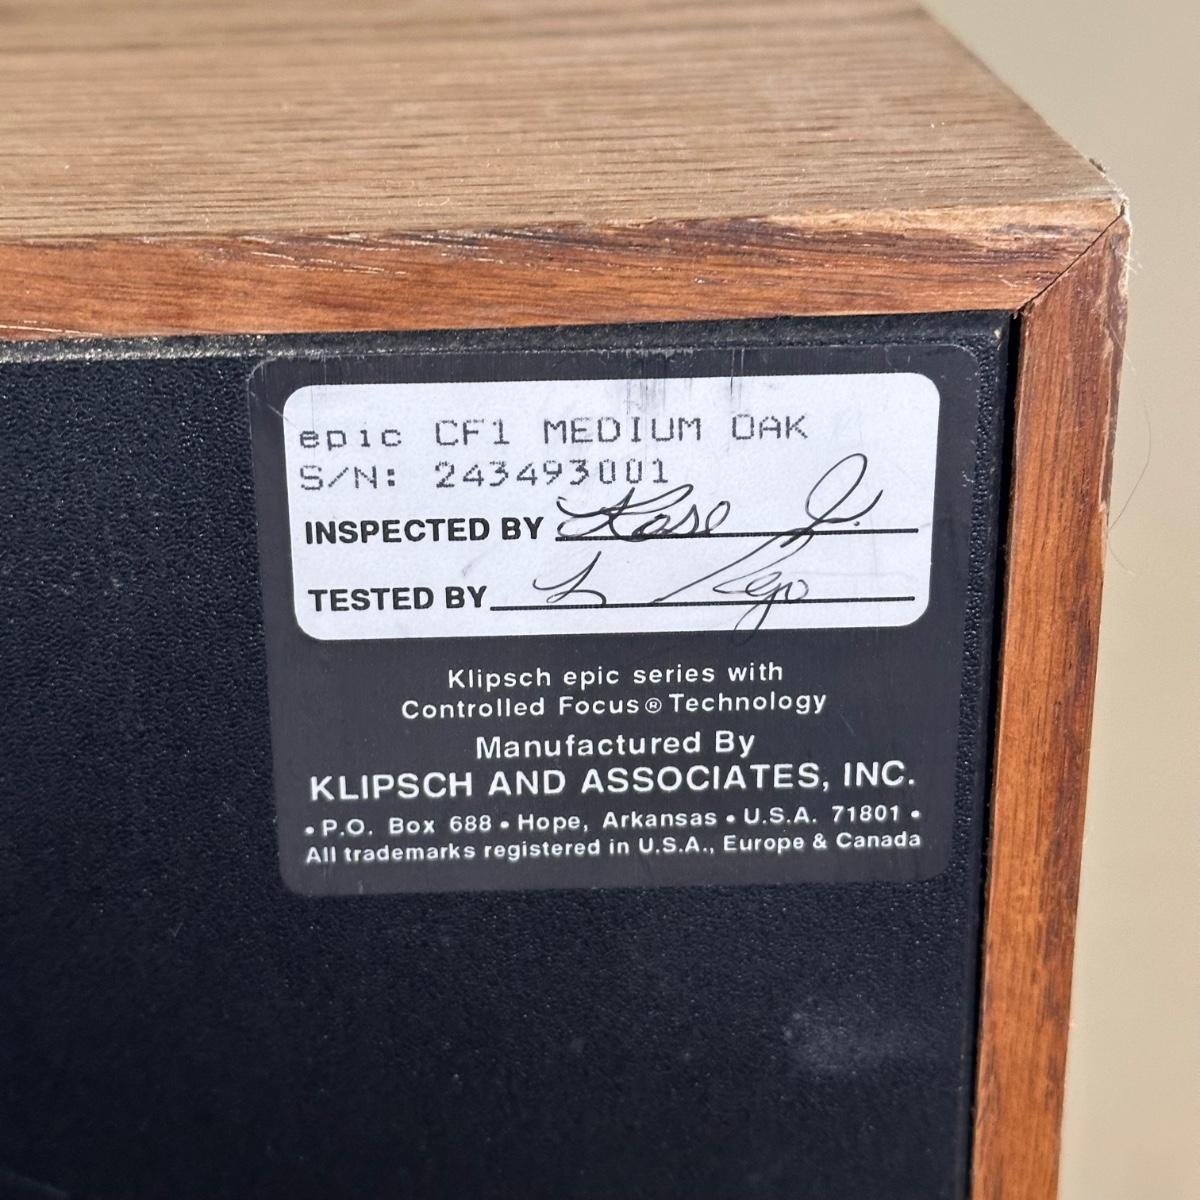 epic CF1 MEDIUM OAK
S/N: 243493001
INSPECTED BY Rose J.
TESTED BY L
Klipsch epic series with
Controlled Focus® Technology
Manufactured By
KLIPSCH AND ASSOCIATES, INC.
• P.O. Box 688 • Hope, Arkansas • U.S.A. 71801 •
All trademarks registered in U.S.A., Europe & Canada